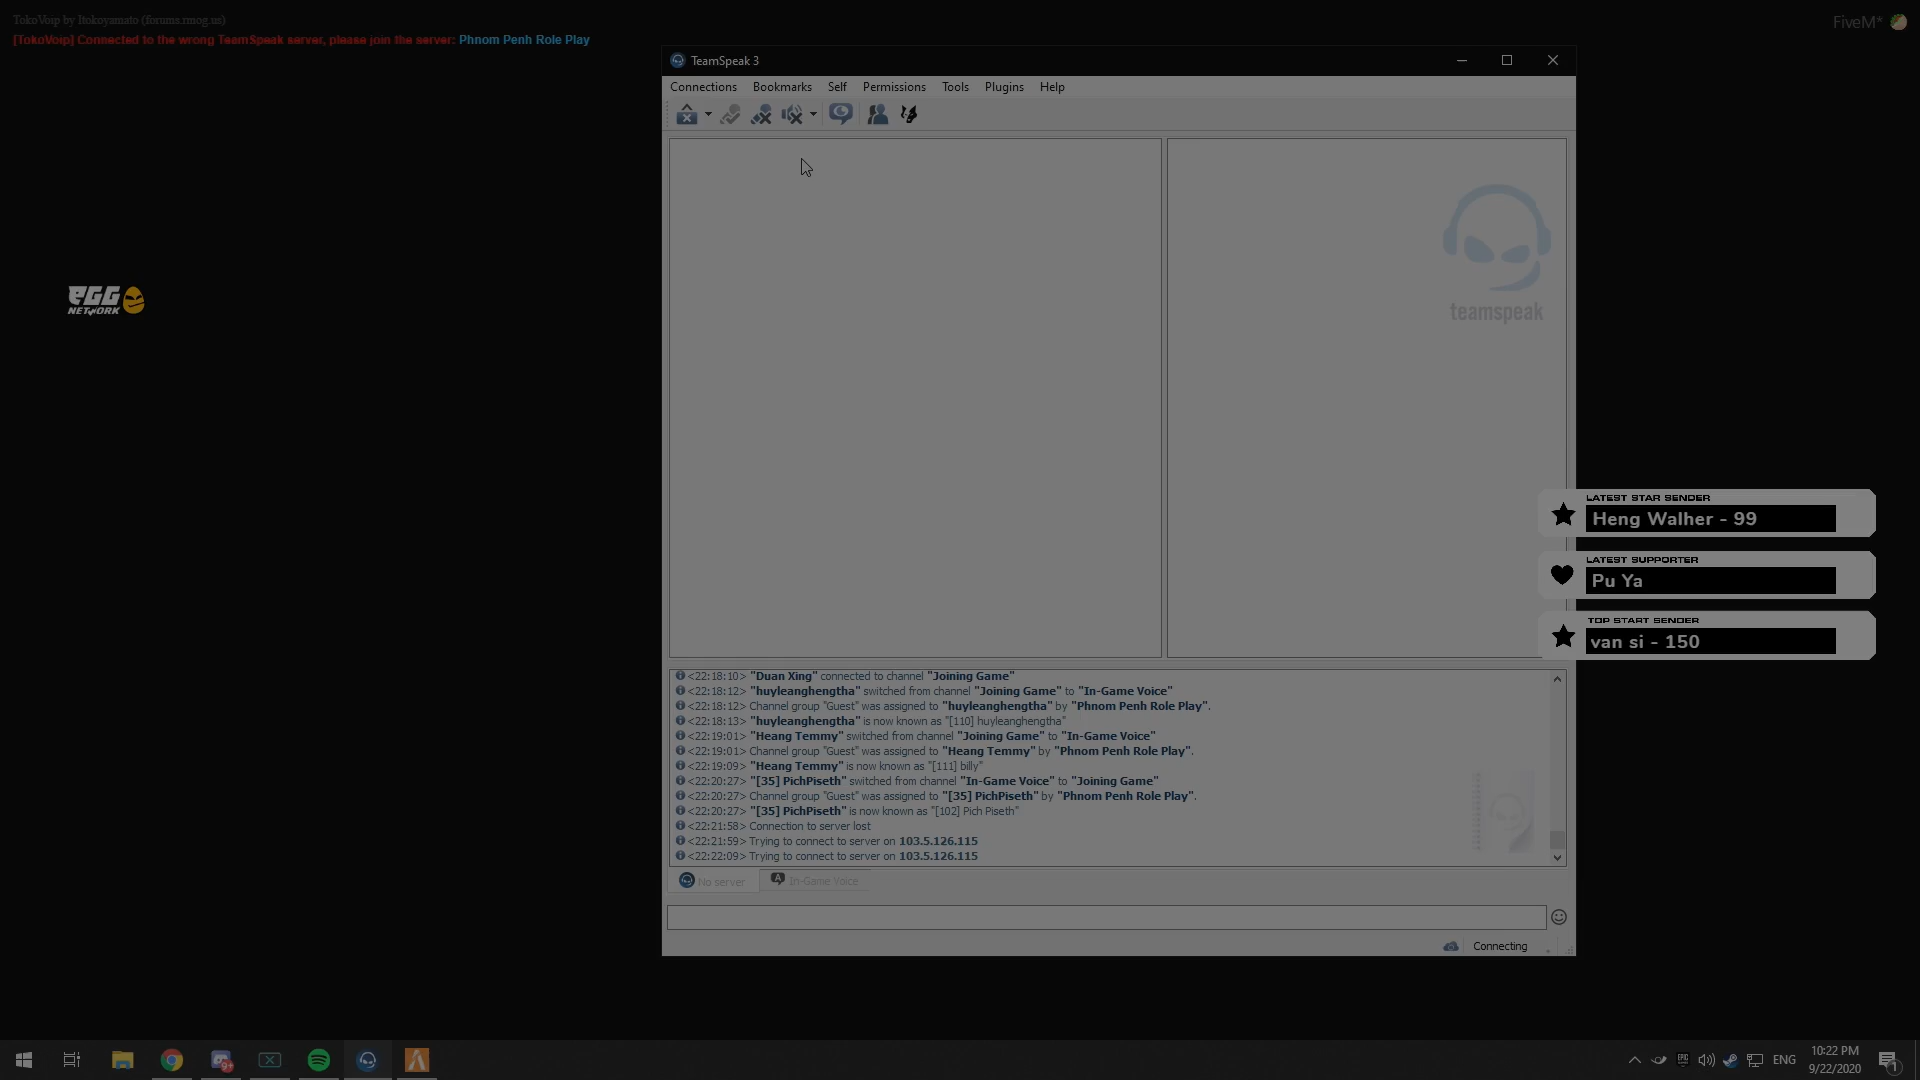 TokoVoip by Itokoyamato (forums.rmog.us)
[TokoVoip] Connected to the wrong TeamSpeak server, please join the server: Phnom Penh Role Play
FiveM*
TeamSpeak 3
Connections Bookmarks Self Permissions Tools Plugins Help
teamspeak
EGG
NETWORK
LATEST STAR SENDER
Heng Walher - 99
LATEST SUPPORTER
Pu Ya
TOP START SENDER
van si - 150
<22:18:10> "Duan Xing" connected to channel "Joining Game"
<22:18:12> "huyleanghengtha" switched from channel "Joining Game" to "In-Game Voice"
<22:18:12> Channel group "Guest" was assigned to "huyleanghengtha" by "Phnom Penh Role Play".
<22:18:13> "huyleanghengtha" is now known as "[110] huyleanghengtha"
<22:19:01> "Heang Temmy" switched from channel "Joining Game" to "In-Game Voice"
<22:19:01> Channel group "Guest" was assigned to "Heang Temmy" by "Phnom Penh Role Play".
<22:19:09> "Heang Temmy" is now known as "[111] billy"
<22:20:27> "[35] PichPiseth" switched from channel "In-Game Voice" to "Joining Game"
<22:20:27> Channel group "Guest" was assigned to "[35] PichPiseth" by "Phnom Penh Role Play".
<22:20:27> "[35] PichPiseth" is now known as "[102] Pich Piseth"
<22:21:58> Connection to server lost
<22:21:59> Trying to connect to server on 103.5.126.115
<22:22:09> Trying to connect to server on 103.5.126.115
No server
In-Game Voice
Connecting
9+
EPIC
ENG
10:22 PM
9/22/2020
1